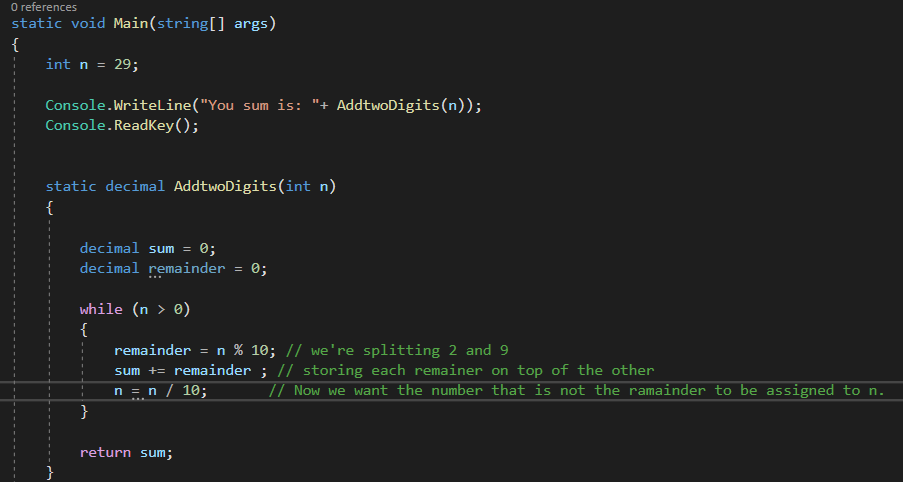 0 references
static void Main(string[] args)
{
int n = 29;
Console.WriteLine("You sum is: "+ AddtwoDigits(n));
Console.ReadKey();
static decimal AddtwoDigits(int n)
{
decimal sum = 0;
decimal remainder = 0;
while (n > 0)
{
remainder = n % 10; // we're splitting 2 and 9
sum += remainder ; // storing each remainer on top of the other
n = n / 10; // Now we want the number that is not the ramainder to be assigned to n.
}
return sum;
}